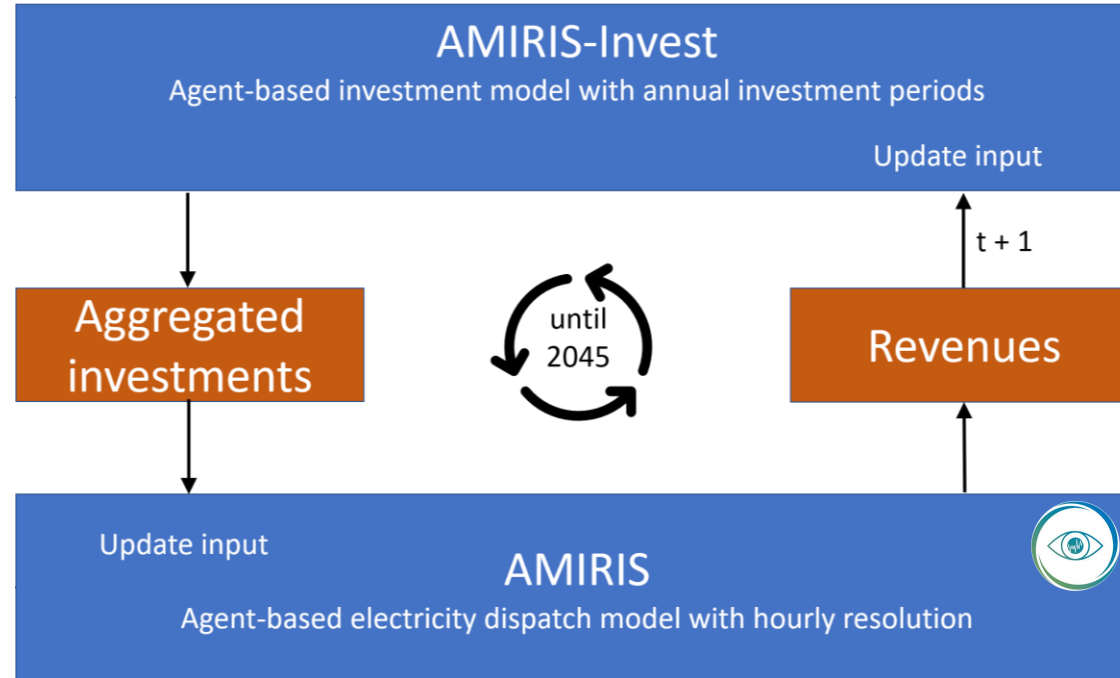 AMIRIS-Invest
Agent-based investment model with annual investment periods
Update input
t + 1
Aggregated
investments
until
2045
Revenues
Update input
AMIRIS
Agent-based electricity dispatch model with hourly resolution